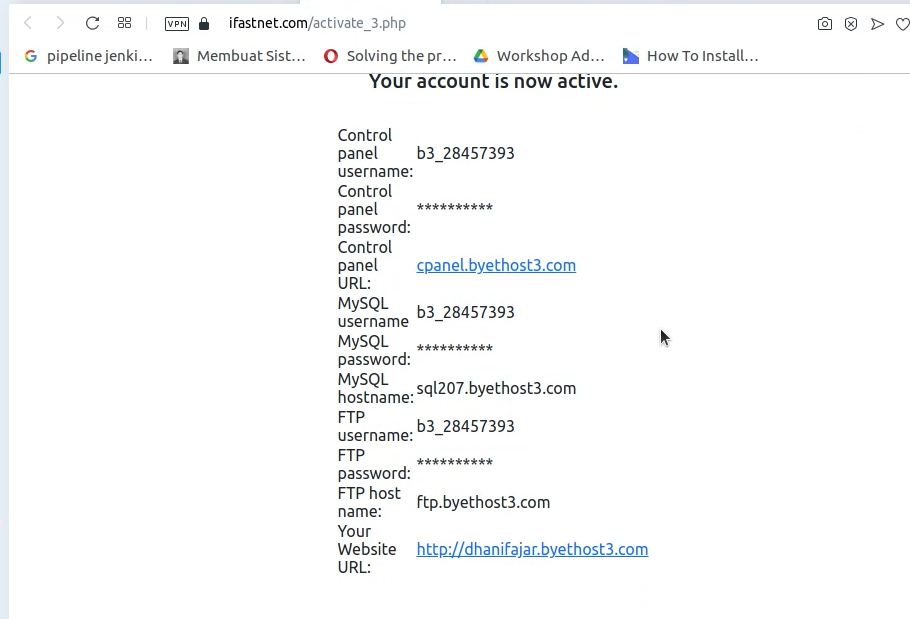 VPN
ifastnet.com/activate_3.php
pipeline jenki...
Membuat Sist...
Solving the pr...
Workshop Ad...
How To Install...
Your account is now active.
Control
panel
username:
b3_28457393
Control
panel
password:
**********
Control
panel
URL:
cpanel.byethost3.com
MySQL
username
b3_28457393
MySQL
password:
**********
MySQL
hostname:
sql207.byethost3.com
FTP
username:
b3_28457393
FTP
password:
**********
FTP host
name:
ftp.byethost3.com
Your
Website
URL:
http://dhanifajar.byethost3.com